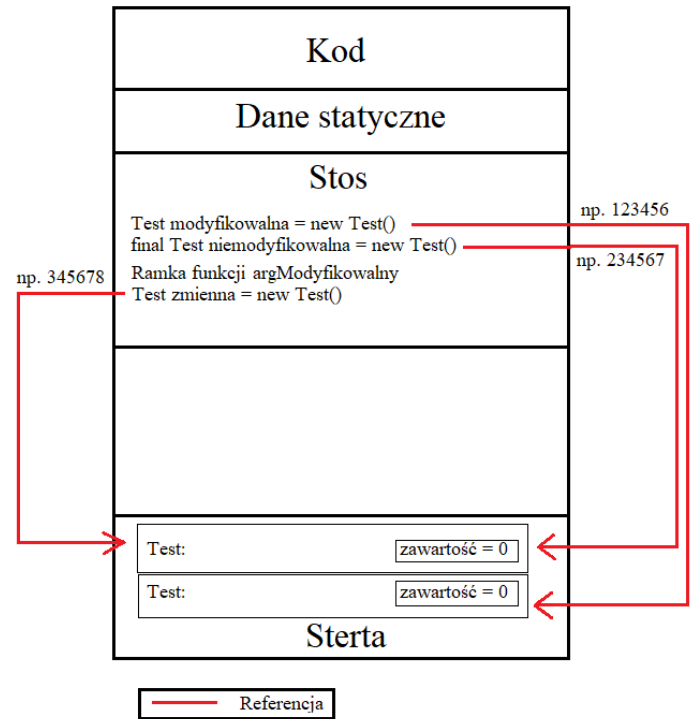 Kod
Dane statyczne
Stos
Test modyfikowalna = new Test()
np. 123456
final Test niemodyfikowalna = new Test()
np. 234567
Ramka funkcji argModyfikowalny
np. 345678
Test zmienna = new Test()
Test: zawartość = 0
Test: zawartość = 0
Sterta
Referencja